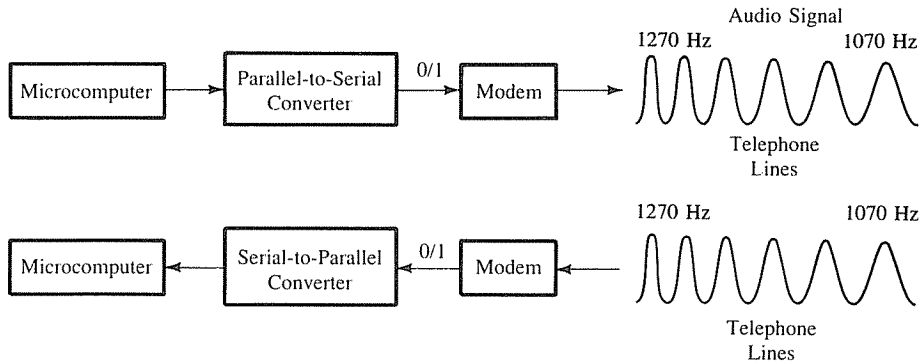 Audio Signal
1270 Hz 1070 Hz
Microcomputer
Parallel-to-Serial
Converter
0/1
Modem
Telephone
Lines
1270 Hz 1070 Hz
Microcomputer
Serial-to-Parallel
Converter
0/1
Modem
Telephone
Lines